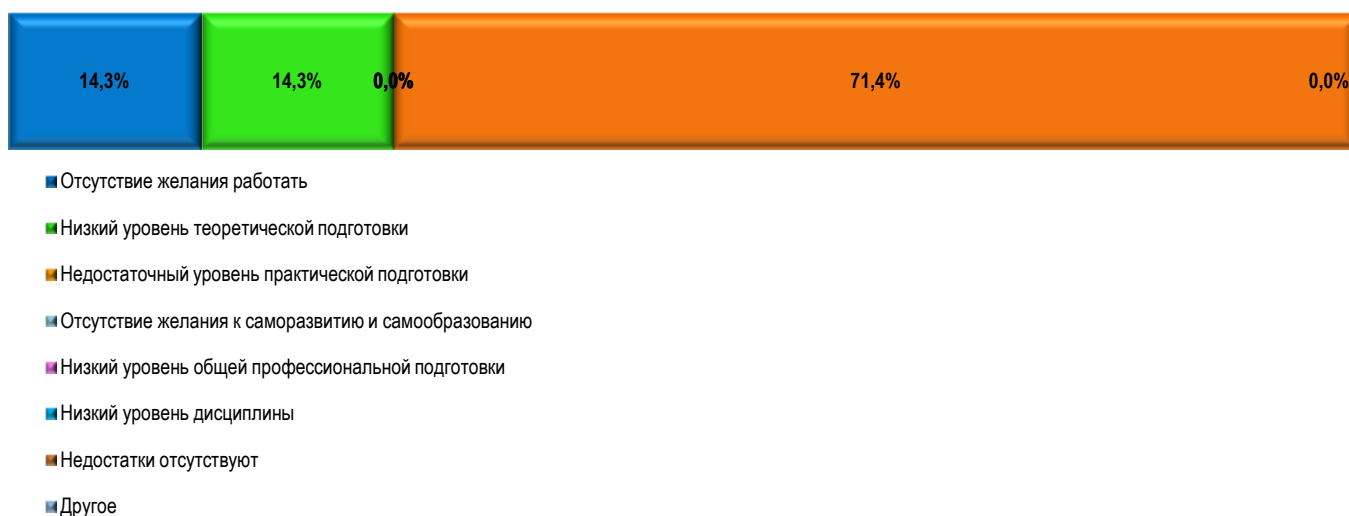 14,3% 14,3% 0,0% 71,4% 0,0%
Отсутствие желания работать
Низкий уровень теоретической подготовки
Недостаточный уровень практической подготовки
Отсутствие желания к саморазвитию и самообразованию
Низкий уровень общей профессиональной подготовки
Низкий уровень дисциплины
Недостатки отсутствуют
Другое